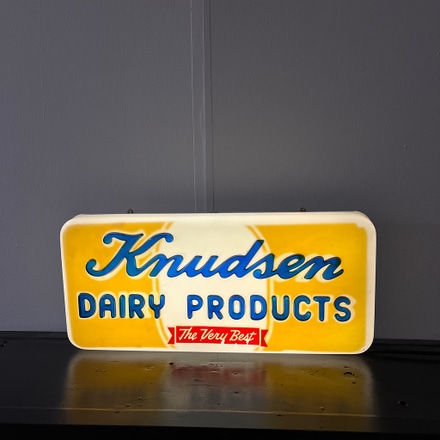 Knudsen
DAIRY PRODUCTS
The Very Best